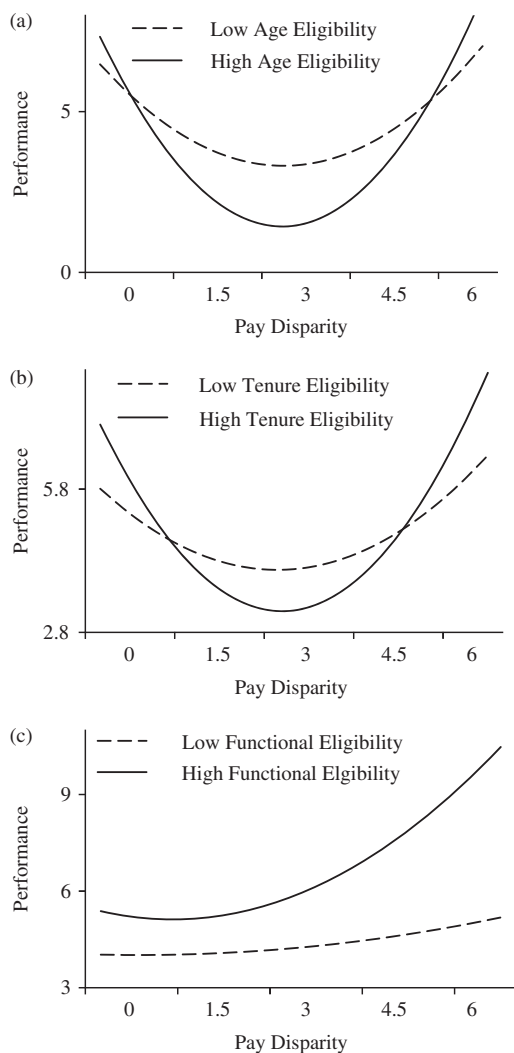 (a)
Low Age Eligibility
High Age Eligibility
5
Performance
0
0 1.5 3 4.5 6
Pay Disparity
(b)
Low Tenure Eligibility
High Tenure Eligibility
5.8
Performance
2.8
0 1.5 3 4.5 6
Pay Disparity
(c)
Low Functional Eligibility
High Functional Elgibility
9
Performance
6
3
0 1.5 3 4.5 6
Pay Disparity